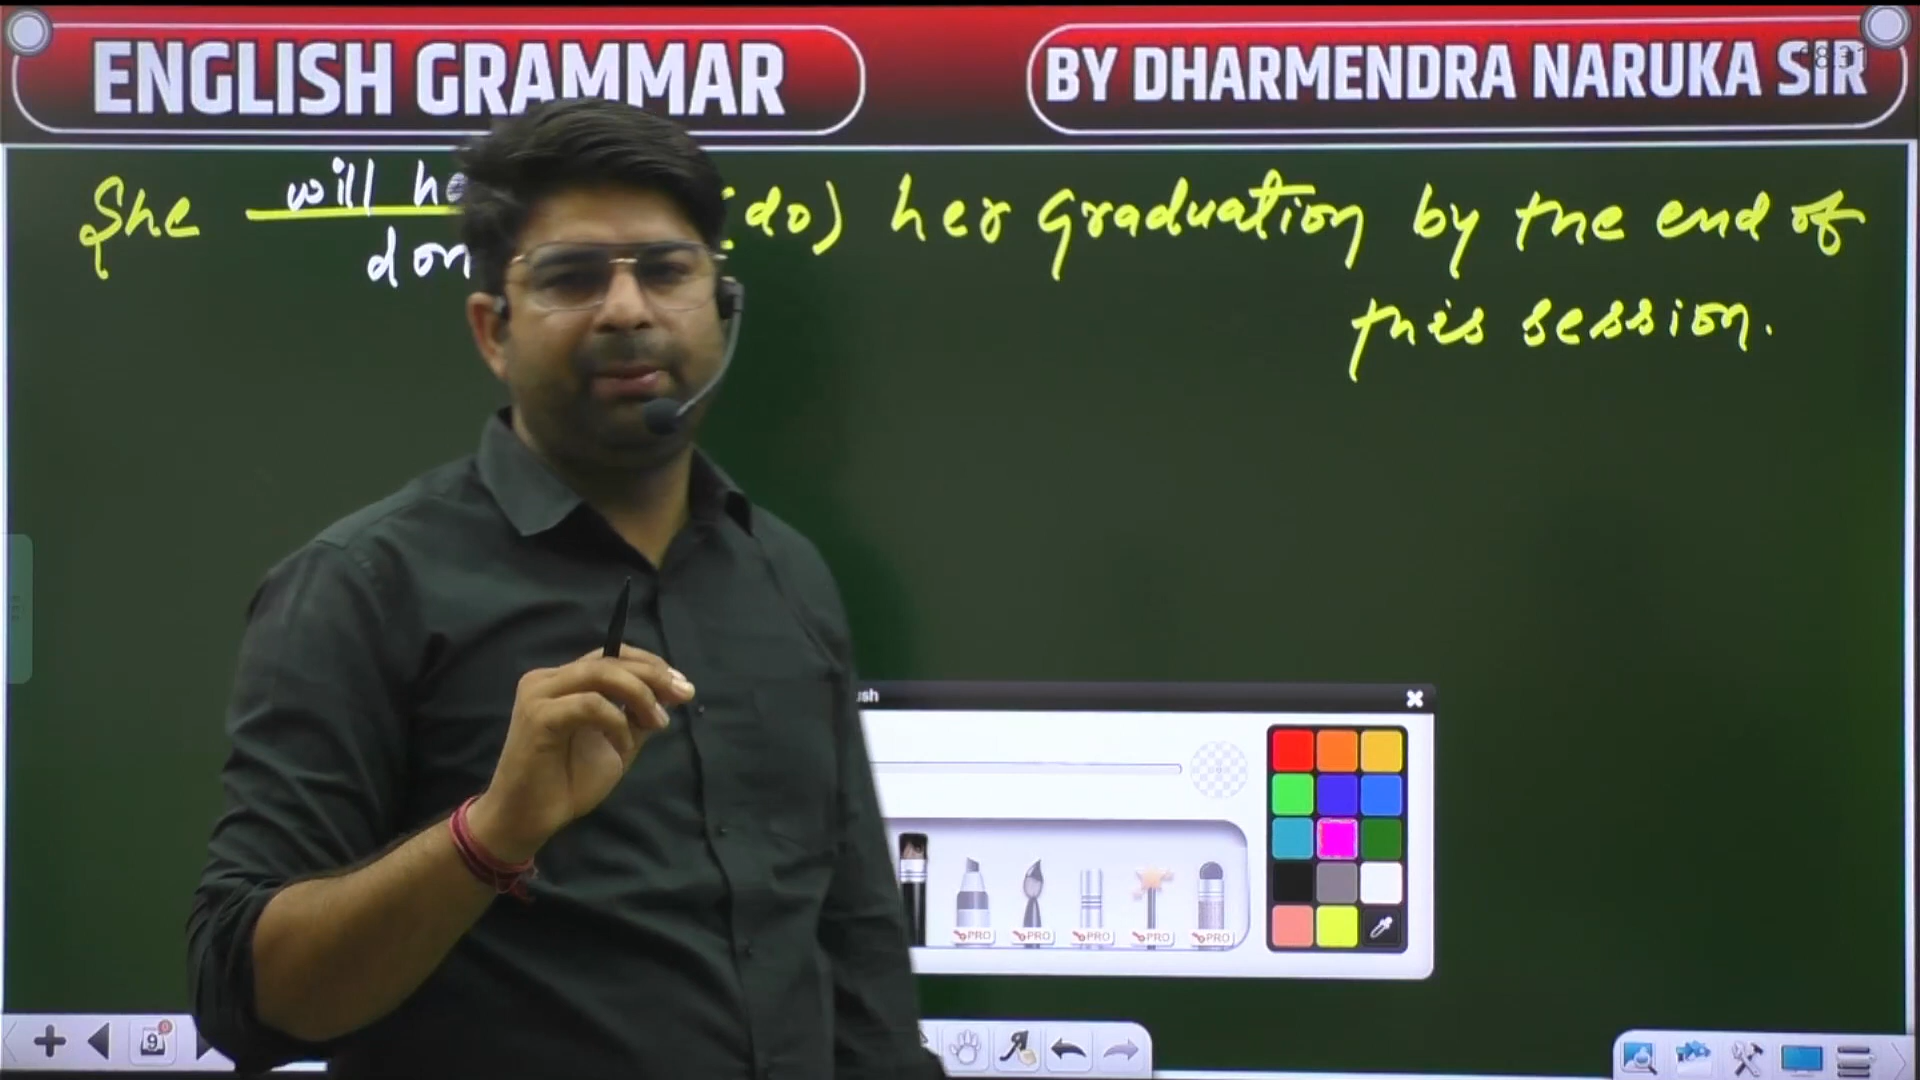 ENGLISH GRAMMAR
BY DHARMENDRA NARUKA SIR
will
She (do) her graduation by the end of
this session.
PRO PRO PRO PRO PRO
9